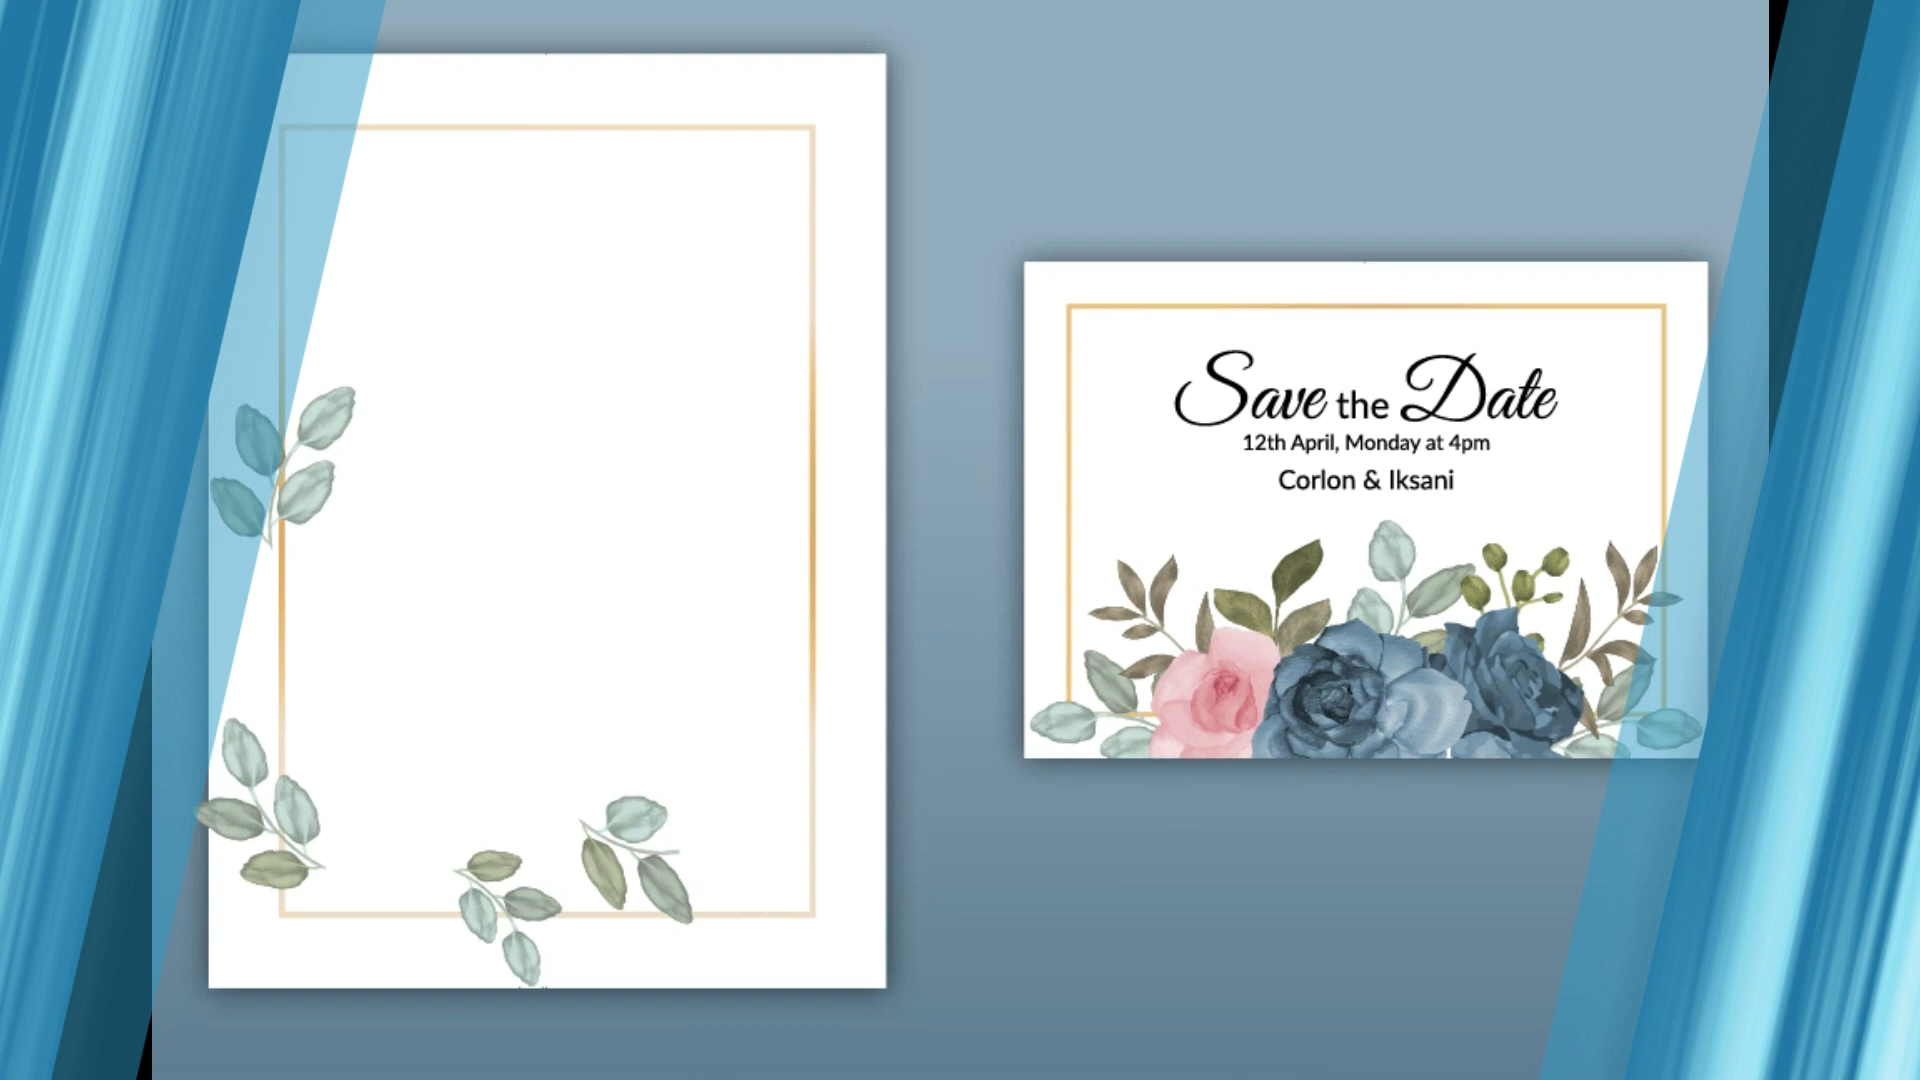 Save the Date
12th April, Monday at 4pm
Corlon & Iksani